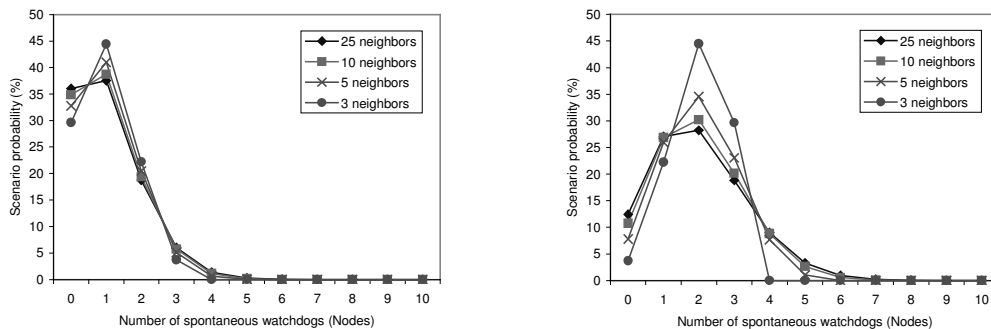 50
45
40
35
30
25
20
15
10
5
0
Scenario probability (%)
25 neighbors
10 neighbors
5 neighbors
3 neighbors
0 1 2 3 4 5 6 7 8 9 10
Number of spontaneous watchdogs (Nodes)
50
45
40
35
30
25
20
15
10
5
0
Scenario probability (%)
25 neighbors
10 neighbors
5 neighbors
3 neighbors
0 1 2 3 4 5 6 7 8 9 10
Number of spontaneous watchdogs (Nodes)